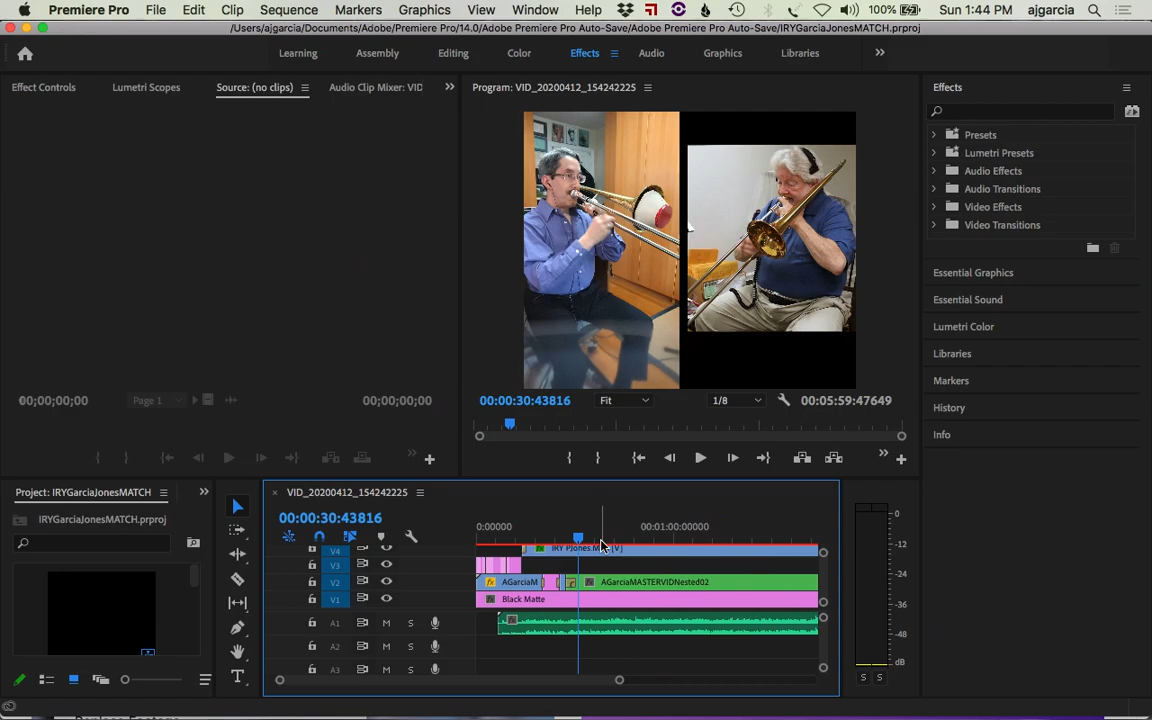 Premiere Pro File Edit Clip Sequence Markers Graphics View Window Help 100% Sun 1:44 PM ajgarcia
/Users/ajgarcia/Documents/Adobe/Premiere Pro/14.0/Adobe Premiere Pro Auto-Save/Adobe Premiere Pro Auto-Save/IRYGarciaJonesMATCH.prproj
Learning Assembly Editing Color Effects Audio Graphics Libraries
Effect Controls Lumetri Scopes Source: (no clips) Audio Clip Mixer: VID
Program: VID_20200412_154242225
Effects
Presets
Lumetri Presets
Audio Effects
Audio Transitions
Video Effects
Video Transitions
Essential Graphics
Essential Sound
Lumetri Color
Libraries
Markers
History
Info
00;00;00;00 Page 1 00;00;00;00
00:00:30:43816 Fit 1/8 00:05:59:47649
Project: IRYGarciaJonesMATCH
IRYGarciaJonesMATCH.prproj
VID_20200412_154242225
00:00:30:43816
0:00000 00:01:00:00000
V4
V3
V2 AGarciaM AGarciaMASTERVIDNested02
V1 Black Matte
A1 M S
A2 M S
A3 M S
0
-12
-24
-36
-48
dB
S S